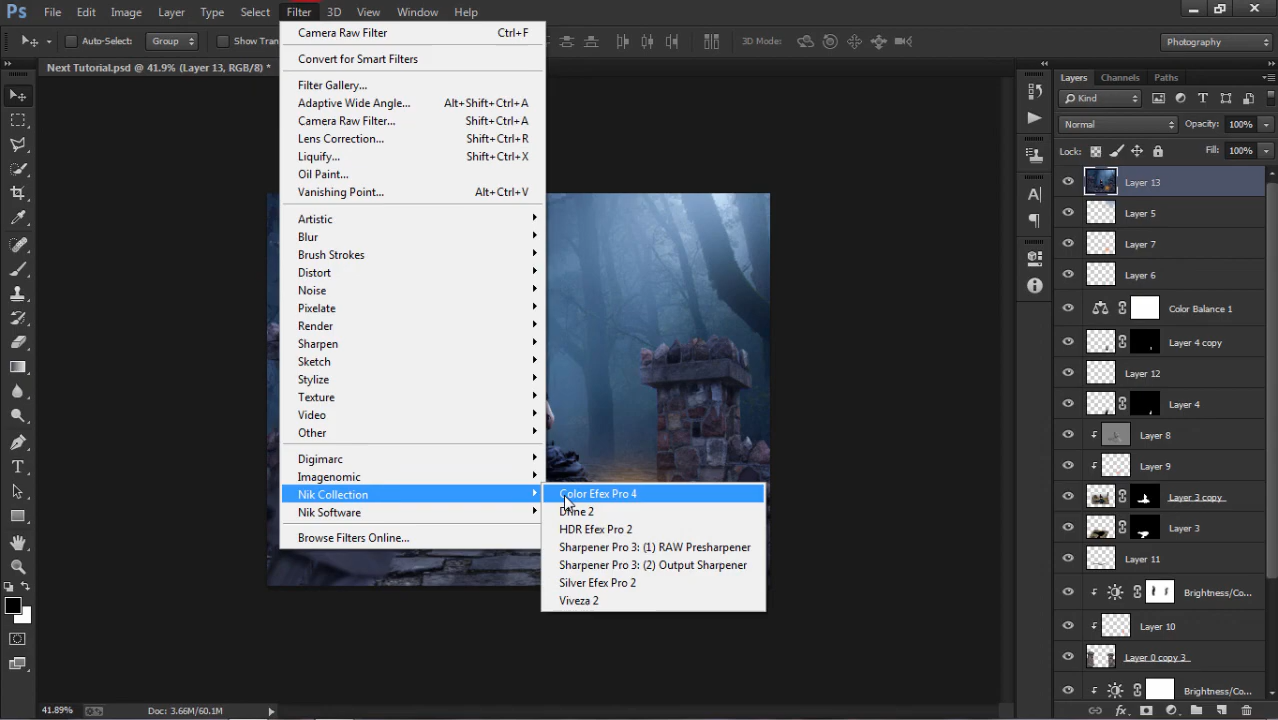 Ps File Edit Image Layer Type Select Filter 3D View Window Help
Auto-Select: Group Show Tran 3D Mode: Photography
Next Tutorial.psd @ 41.9% (Layer 13, RGB/8) *
Camera Raw Filter Ctrl+F
Convert for Smart Filters
Filter Gallery...
Adaptive Wide Angle... Alt+Shift+Ctrl+A
Camera Raw Filter... Shift+Ctrl+A
Lens Correction... Shift+Ctrl+R
Liquify... Shift+Ctrl+X
Oil Paint...
Vanishing Point... Alt+Ctrl+V
Artistic
Blur
Brush Strokes
Distort
Noise
Pixelate
Render
Sharpen
Sketch
Stylize
Texture
Video
Other
Digimarc
Imagenomic
Nik Collection
Nik Software
Browse Filters Online...
Color Efex Pro 4
Dfine 2
HDR Efex Pro 2
Sharpener Pro 3: (1) RAW Presharpener
Sharpener Pro 3: (2) Output Sharpener
Silver Efex Pro 2
Viveza 2
Layers Channels Paths
Kind
Normal Opacity: 100%
Lock: Fill: 100%
Layer 13
Layer 5
Layer 7
Layer 6
Color Balance 1
Layer 4 copy
Layer 12
Layer 4
Layer 8
Layer 9
Layer 3 copy
Layer 3
Layer 11
Brightness/Co...
Layer 10
Layer 0 copy 3
Brightness/Co...
41.89% Doc: 3.66M/60.1M